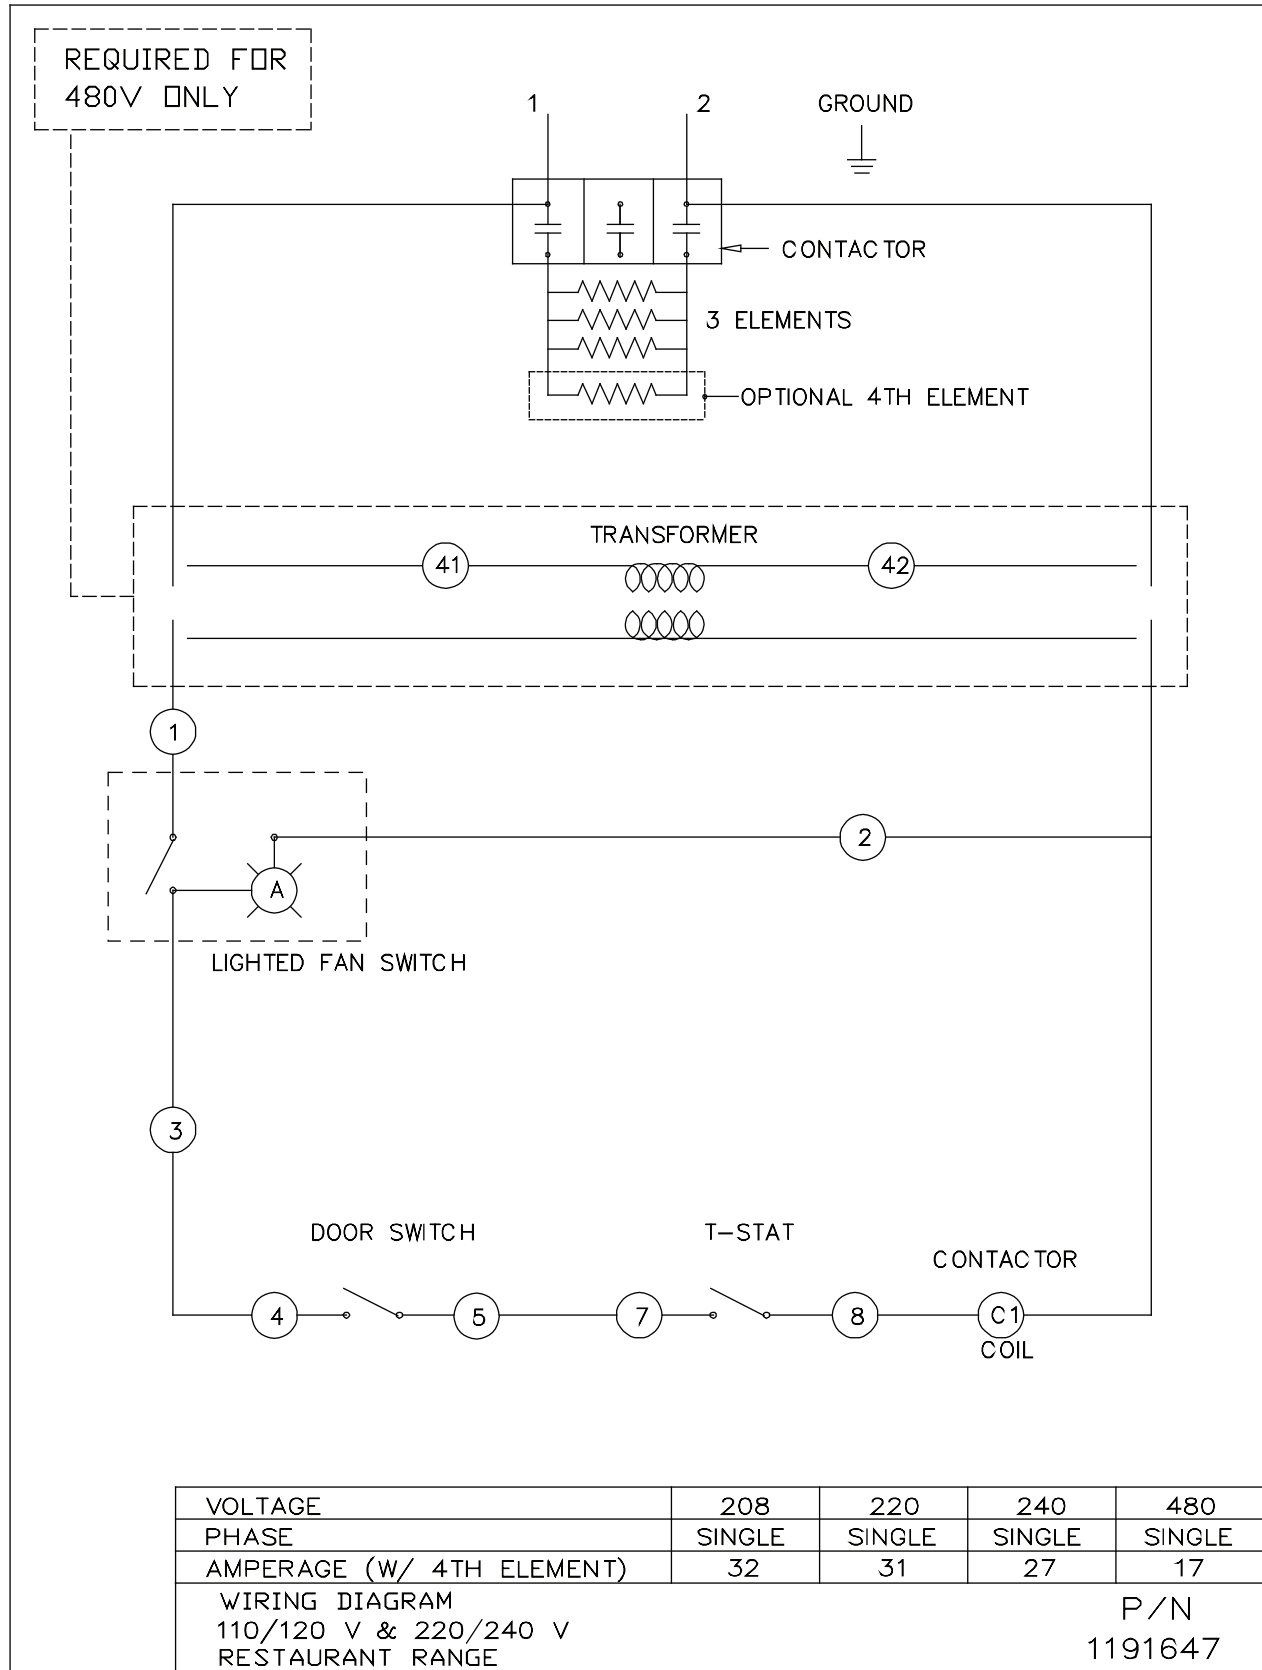 REQUIRED FOR
480V ONLY
1
2
GROUND
CONTACTOR
3 ELEMENTS
OPTIONAL 4TH ELEMENT
TRANSFORMER
41
42
1
2
A
LIGHTED FAN SWITCH
3
DOOR SWITCH
T-STAT
CONTACTOR
4
5
7
8
C1
COIL
VOLTAGE 208 220 240 480
PHASE SINGLE SINGLE SINGLE SINGLE
AMPERAGE (W/ 4TH ELEMENT) 32 31 27 17
WIRING DIAGRAM
110/120 V & 220/240 V
RESTAURANT RANGE
P/N
1191647